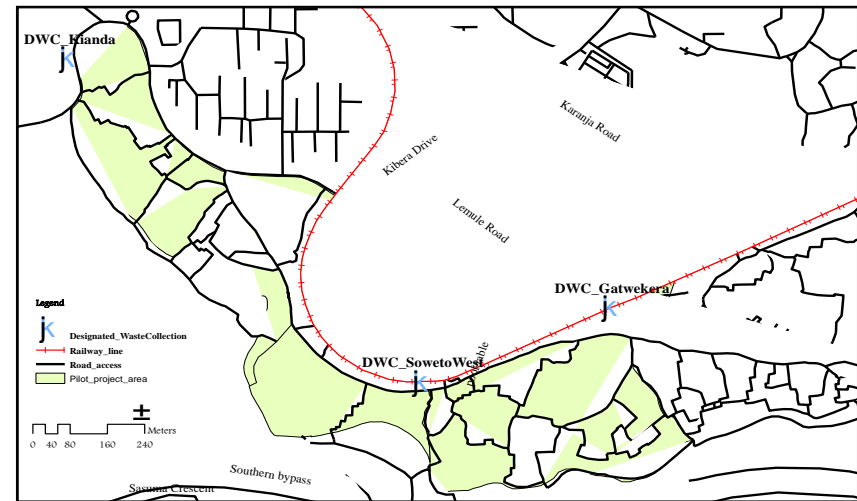 DWC_Kianda
Karanja Road
Kibera Drive
Lemule Road
DWC_Gatwekera/
DWC_SowetoWest
Legend
Designated_WasteCollection
Railway_line
Road_access
Pilot_project_area
0 40 80 160 240 Meters
Southern bypass
Sasuma Crescent